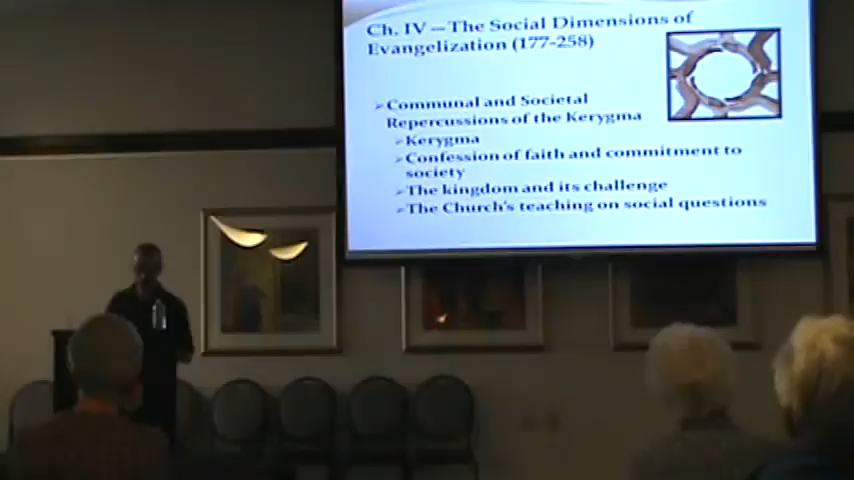 Ch. IV — The Social Dimensions of
Evangelization (177-258)
➢Communal and Societal
Repercussions of the Kerygma
➢Kerygma
➢Confession of faith and commitment to
society
➢The kingdom and its challenge
➢The Church's teaching on social questions